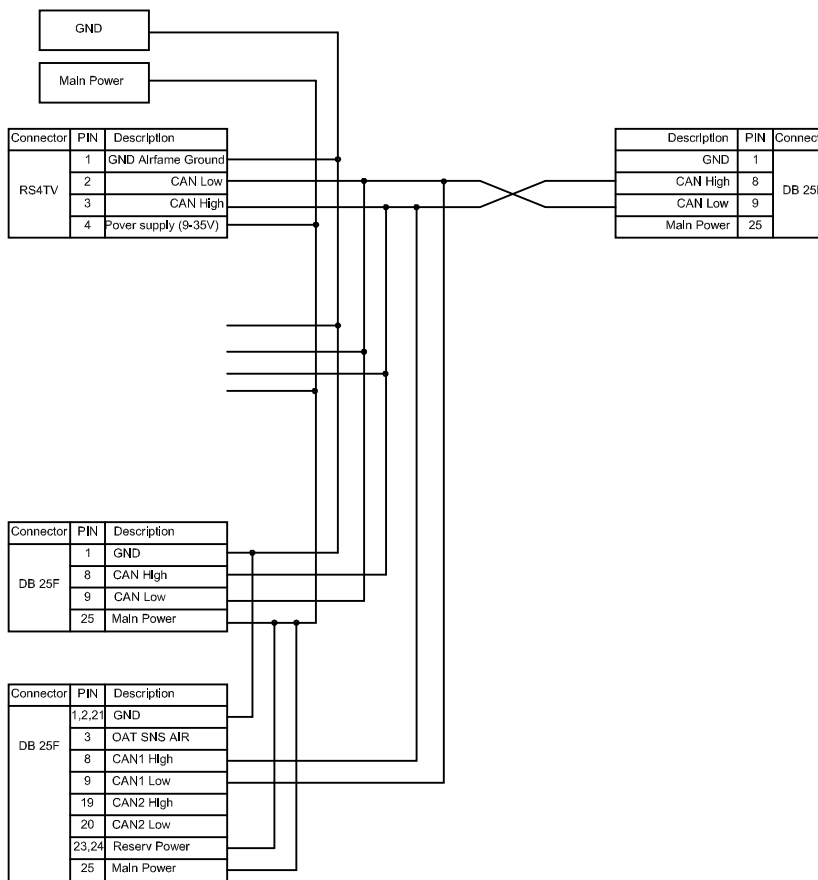 GND
Main Power
Connector PIN Description
RS4TV
1 GND Airfame Ground
2 CAN Low
3 CAN High
4 Pover supply (9-35V)
Description PIN Connect
GND 1
CAN High 8
DB 25
CAN Low 9
Main Power 25
Connector PIN Description
DB 25F
1 GND
8 CAN High
9 CAN Low
25 Main Power
Connector PIN Description
DB 25F
1,2,21 GND
3 OAT SNS AIR
8 CAN1 High
9 CAN1 Low
19 CAN2 High
20 CAN2 Low
23,24 Reserv Power
25 Main Power